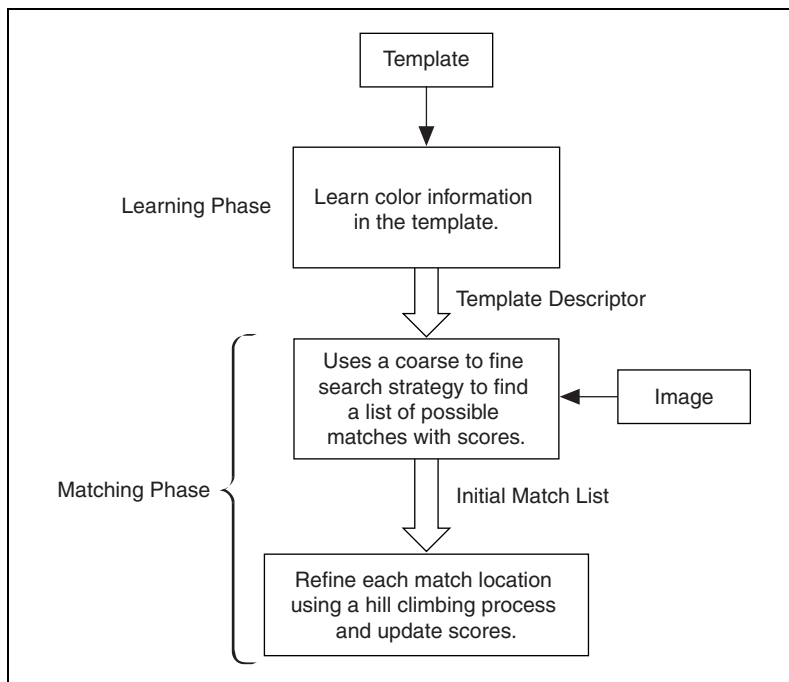 Template
Learning Phase
Learn color information
in the template.
Template Descriptor
Uses a coarse to fine
search strategy to find
a list of possible
matches with scores.
Image
Matching Phase
Initial Match List
Refine each match location
using a hill climbing process
and update scores.